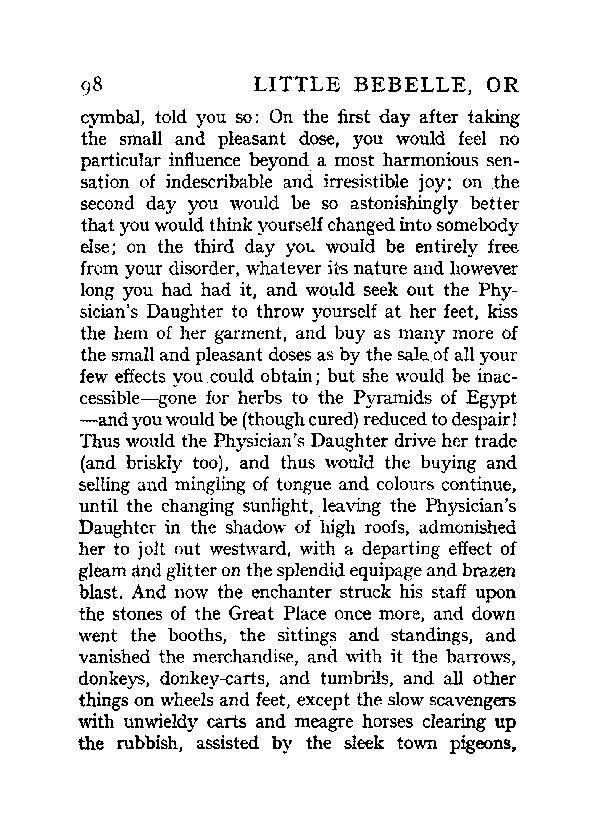 98 LITTLE BEBELLE, OR
cymbal, told you so: On the first day after taking
the small and pleasant dose, you would feel no
particular influence beyond a most harmonious sen-
sation of indescribable and irresistible joy; on the
second day you would be so astonishingly better
that you would think yourself changed into somebody
else; on the third day you would be entirely free
from your disorder, whatever its nature and however
long you had had it, and would seek out the Phy-
sician's Daughter to throw yourself at her feet, kiss
the hem of her garment, and buy as many more of
the small and pleasant doses as by the sale of all your
few effects you could obtain; but she would be inac-
cessible—gone for herbs to the Pyramids of Egypt
—and you would be (though cured) reduced to despair!
Thus would the Physician's Daughter drive her trade
(and briskly too), and thus would the buying and
selling and mingling of tongue and colours continue,
until the changing sunlight, leaving the Physician's
Daughter in the shadow of high roofs, admonished
her to jolt out westward, with a departing effect of
gleam and glitter on the splendid equipage and brazen
blast. And now the enchanter struck his staff upon
the stones of the Great Place once more, and down
went the booths, the sittings and standings, and
vanished the merchandise, and with it the barrows,
donkeys, donkey-carts, and tumbrils, and all other
things on wheels and feet, except the slow scavengers
with unwieldy carts and meagre horses clearing up
the rubbish, assisted by the sleek town pigeons,